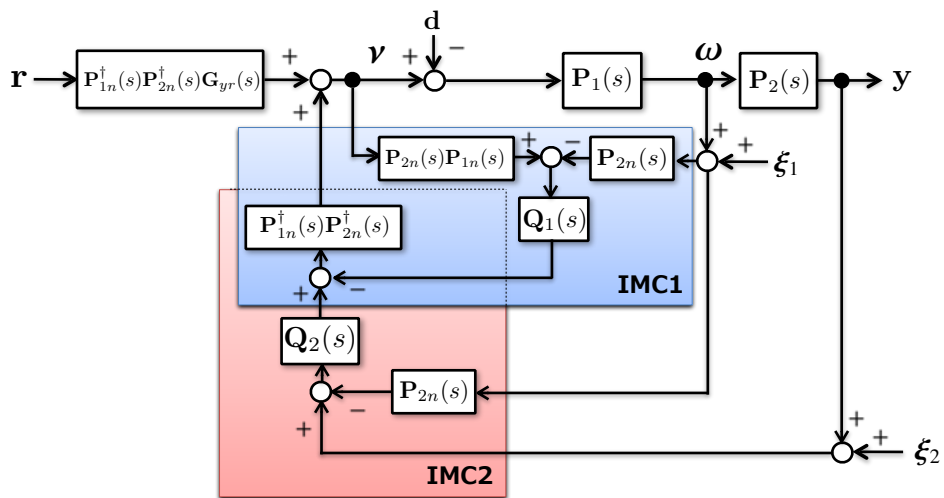 d
r
P†1n(s)P†2n(s)Gyr(s)
+
ν
+
−
P1(s)
ω
P2(s)
y
+
P2n(s)P1n(s)
+
−
P2n(s)
+
+
ξ1
P†1n(s)P†2n(s)
Q1(s)
+
−
IMC1
Q2(s)
P2n(s)
−
+
IMC2
+
+
ξ2